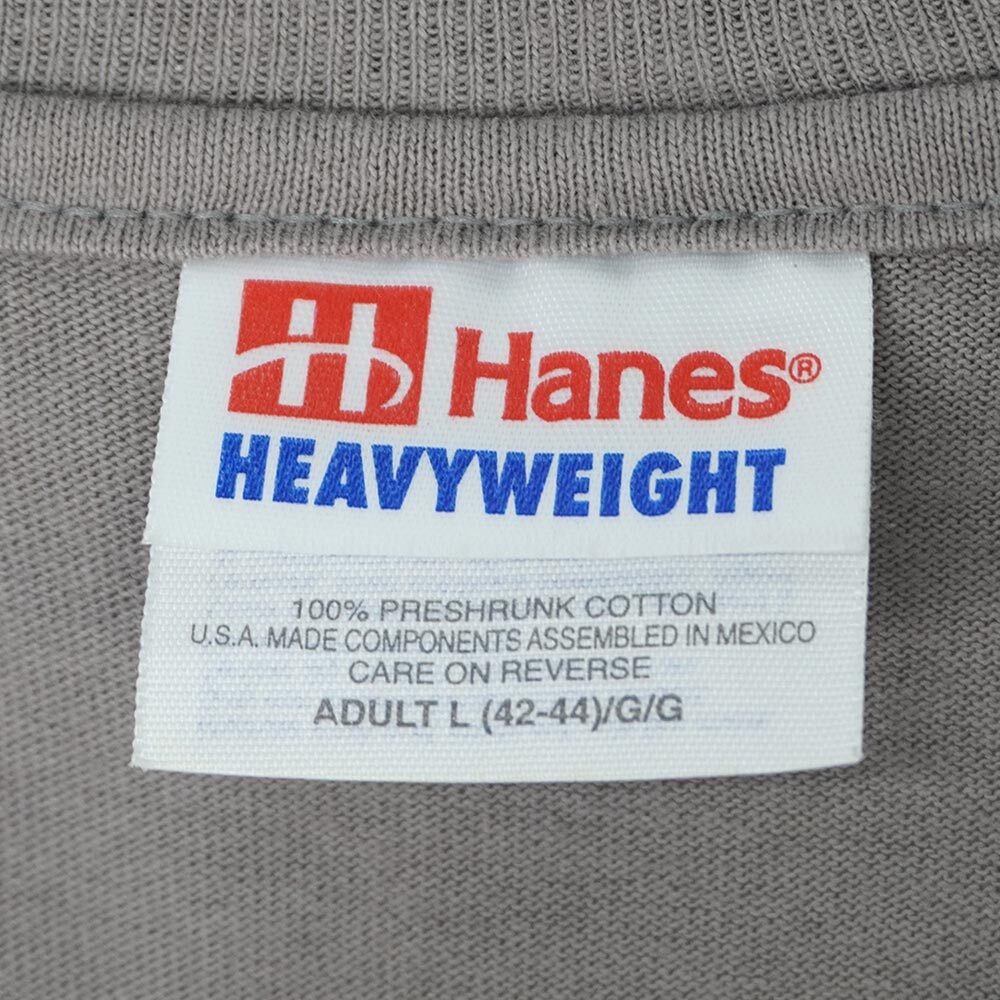 H Hanes®
HEAVYWEIGHT
100% PRESHRUNK COTTON
U.S.A. MADE COMPONENTS ASSEMBLED IN MEXICO
CARE ON REVERSE
ADULT L (42-44)/G/G